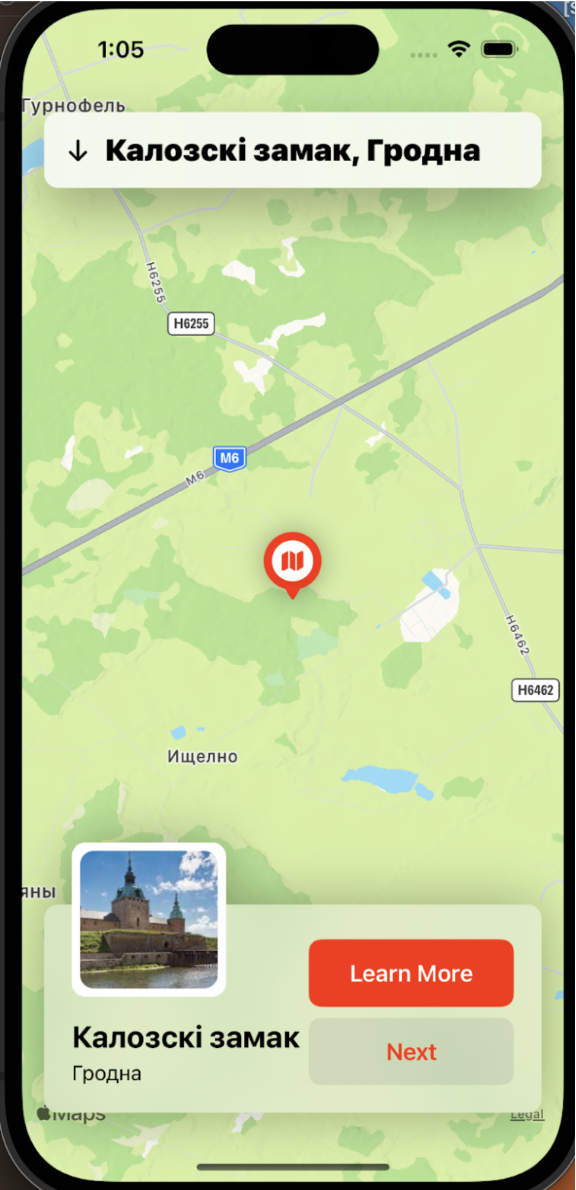 1:05
Гурнофель
↓ Калозскі замак, Гродна
H6255
H6255
M6
M6
H6462
H6462
Ищелно
яны
Learn More
Калозскі замак
Next
Гродна
Maps
Legal